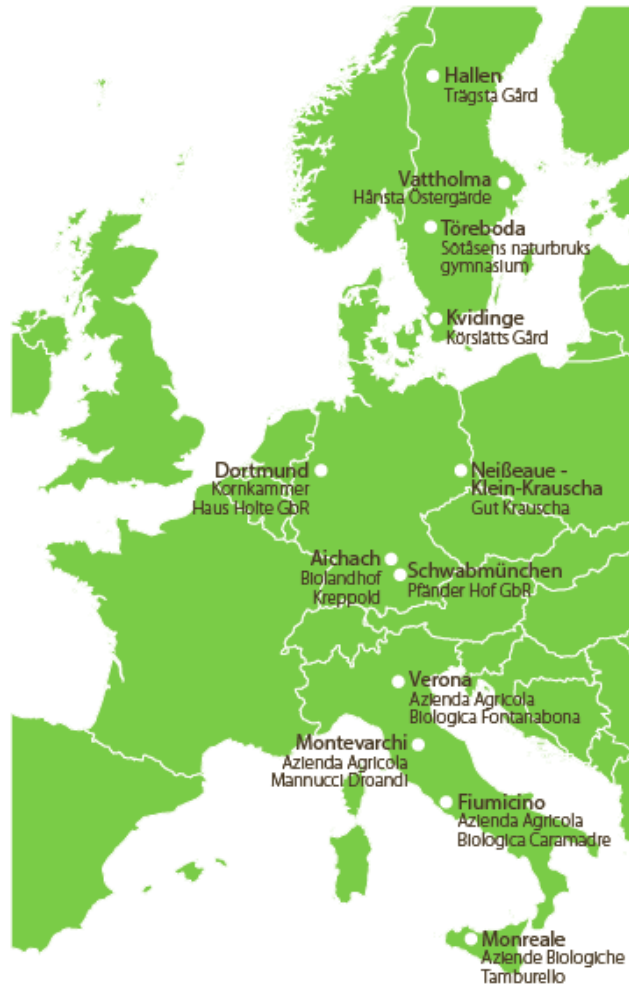 Hallen
Trägsta Gård
Vattholma
Hånsta Östergärde
Töreboda
Sötåsens naturbruks
gymnasium
Kvidinge
Körslätts Gård
Dortmund
Kornkammer
Haus Holte GbR
Neißeaue -
Klein-Krauscha
Gut Krauscha
Aichach
Biolandhof
Kreppold
Schwabmünchen
Pfänder Hof GbR
Verona
Azienda Agricola
Biologica Fontanabona
Montevarchi
Azienda Agricola
Mannucci Droandi
Fiumicino
Azienda Agricola
Biologica Caramadre
Monreale
Aziende Biologiche
Tamburello